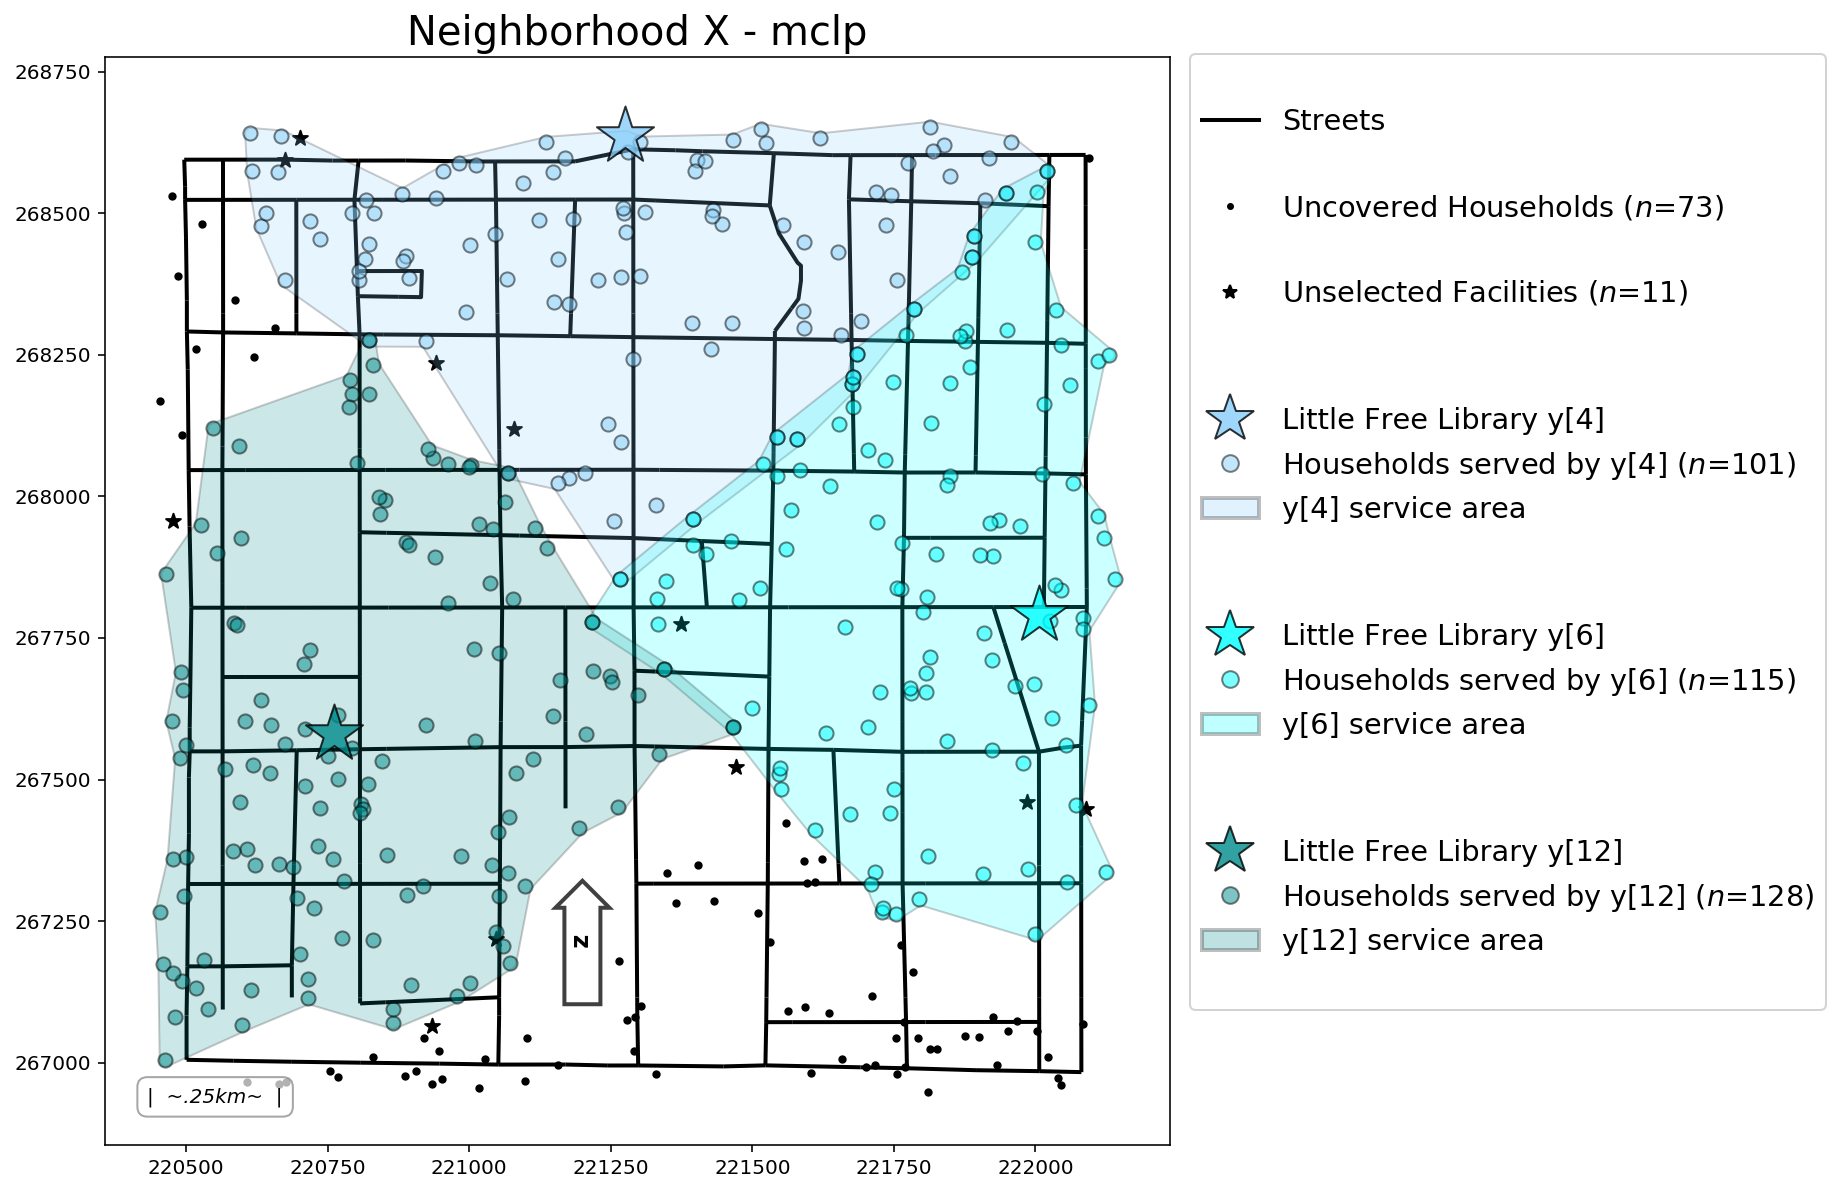 Neighborhood X - mclp
268750
268500
268250
268000
267750
267500
267250
267000
220500 220750 221000 221250 221500 221750 222000
| ~.25km~ |
z
Streets
Uncovered Households (n=73)
Unselected Facilities (n=11)
Little Free Library y[4]
Households served by y[4] (n=101)
y[4] service area
Little Free Library y[6]
Households served by y[6] (n=115)
y[6] service area
Little Free Library y[12]
Households served by y[12] (n=128)
y[12] service area